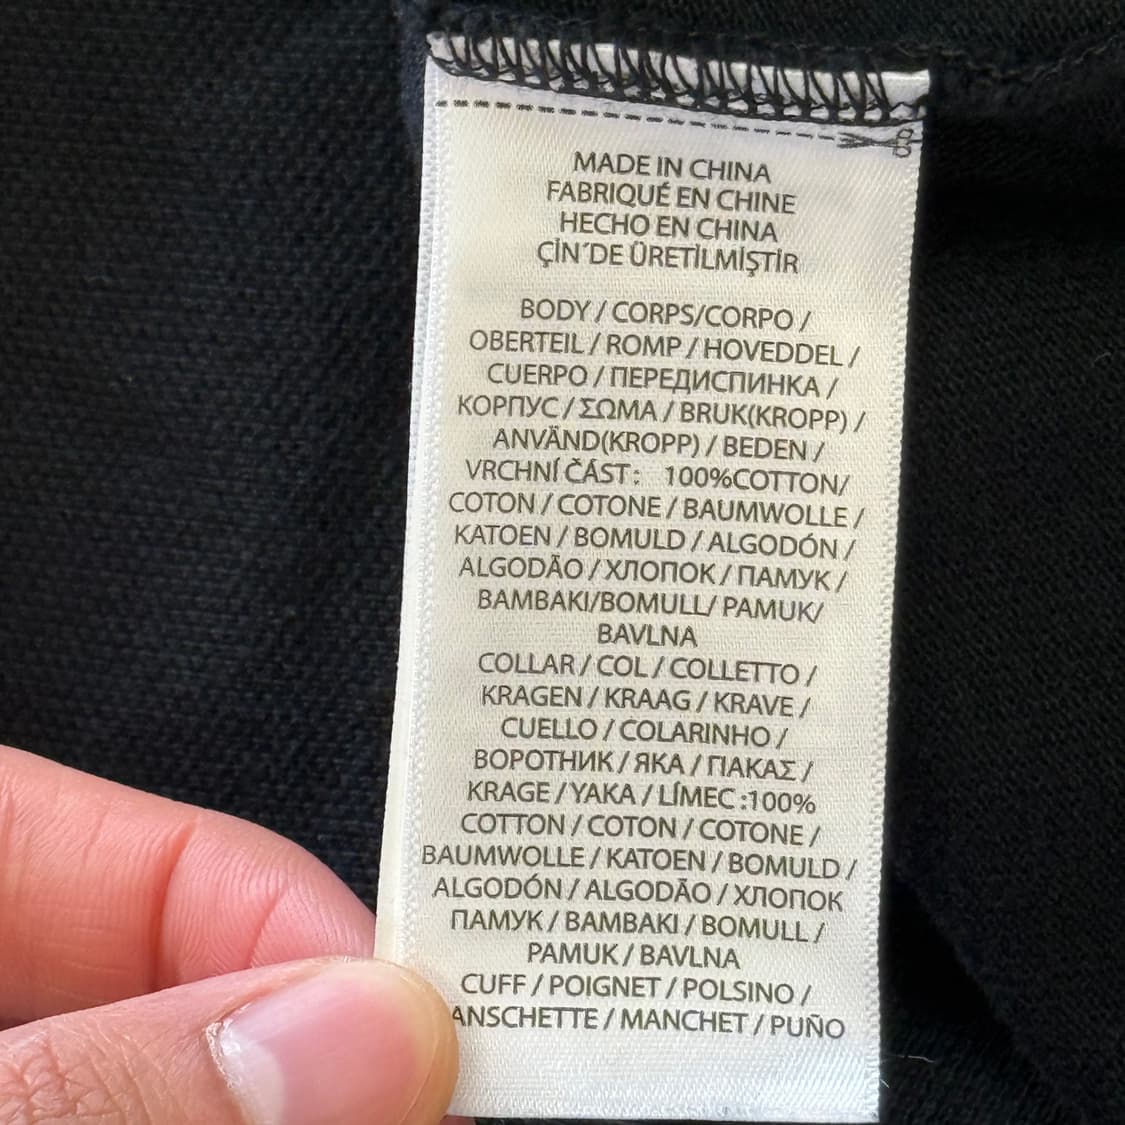 MADE IN CHINA
FABRIQUÉ EN CHINE
HECHO EN CHINA
ÇİN´DE ÜRETİLMİŞTİR
BODY / CORPS/CORPO /
OBERTEIL / ROMP / HOVEDDEL /
CUERPO / ПЕРЕДИСПИНКА /
КОРПУС / ΣΩΜΑ / BRUK(KROPP) /
ANVÄND(KROPP) / BEDEN /
VRCHNÍ ČÁST : 100%COTTON/
COTON / COTONE / BAUMWOLLE /
KATOEN / BOMULD / ALGODÓN /
ALGODÃO / ХЛОПОК / ПАМУК /
BAMBAKI/BOMULL/ PAMUK/
BAVLNA
COLLAR / COL / COLLETTO /
KRAGEN / KRAAG / KRAVE /
CUELLO / COLARINHO /
ВОРОТНИК / ЯКА / ΓΙΑΚΑΣ /
KRAGE / YAKA / LÍMEC :100%
COTTON / COTON / COTONE /
BAUMWOLLE / KATOEN / BOMULD /
ALGODÓN / ALGODÃO / ХЛОПОК
ПАМУК / BAMBAKI / BOMULL /
PAMUK / BAVLNA
CUFF / POIGNET / POLSINO /
ANSCHETTE / MANCHET / PUÑO